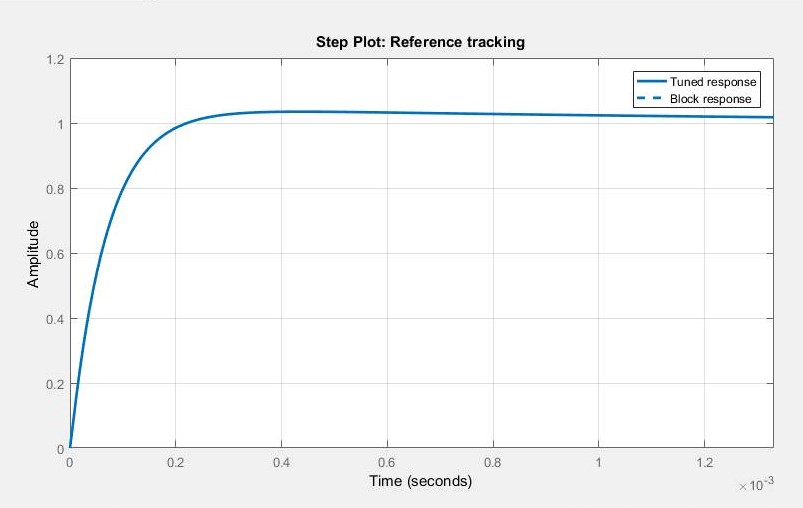 Step Plot: Reference tracking
Tuned response
Block response
Amplitude
1.2
1
0.8
0.6
0.4
0.2
0
0 0.2 0.4 0.6 0.8 1 1.2
Time (seconds)
×10-3